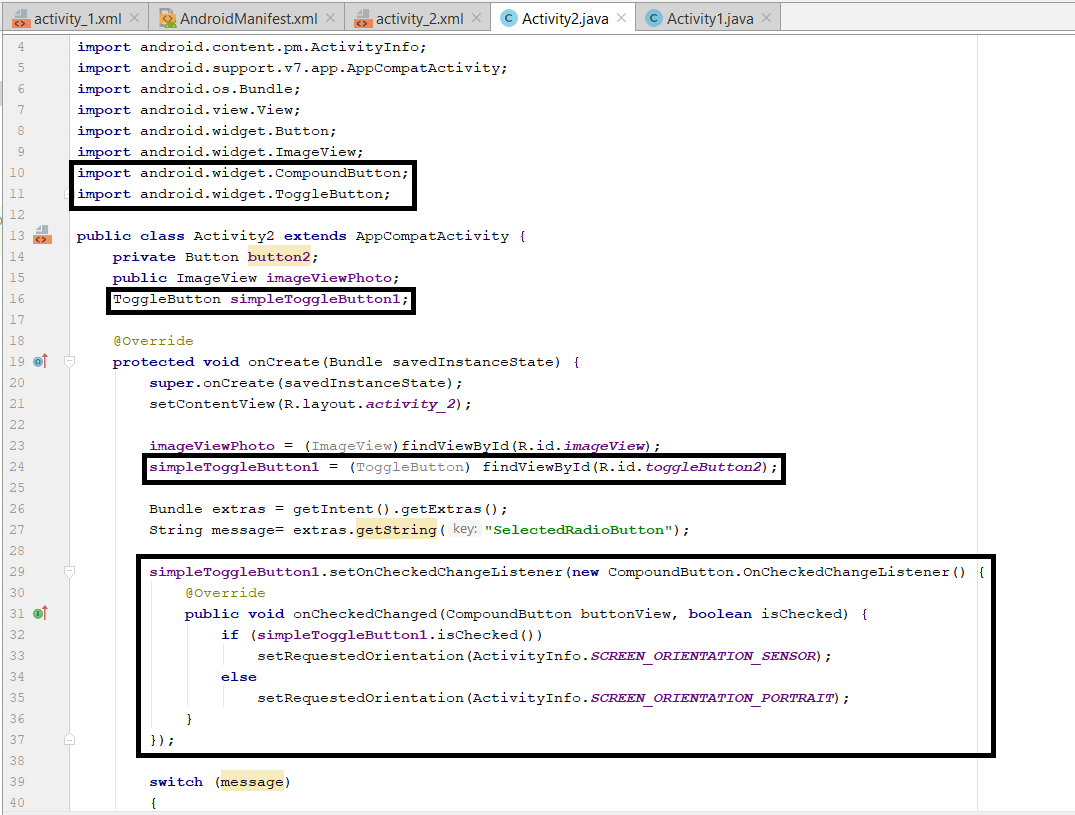 activity_1.xml AndroidManifest.xml activity_2.xml Activity2.java Activity1.java
4 import android.content.pm.ActivityInfo;
5 import android.support.v7.app.AppCompatActivity;
6 import android.os.Bundle;
7 import android.view.View;
8 import android.widget.Button;
9 import android.widget.ImageView;
10 import android.widget.CompoundButton;
11 import android.widget.ToggleButton;
12
13 public class Activity2 extends AppCompatActivity {
14 private Button button2;
15 public ImageView imageViewPhoto;
16 ToggleButton simpleToggleButton1;
17
18 @Override
19 protected void onCreate(Bundle savedInstanceState) {
20 super.onCreate(savedInstanceState);
21 setContentView(R.layout.activity_2);
22
23 imageViewPhoto = (ImageView)findViewById(R.id.imageView);
24 simpleToggleButton1 = (ToggleButton) findViewById(R.id.toggleButton2);
25
26 Bundle extras = getIntent().getExtras();
27 String message= extras.getString( key: "SelectedRadioButton");
28
29 simpleToggleButton1.setOnCheckedChangeListener(new CompoundButton.OnCheckedChangeListener() {
30 @Override
31 public void onCheckedChanged(CompoundButton buttonView, boolean isChecked) {
32 if (simpleToggleButton1.isChecked())
33 setRequestedOrientation(ActivityInfo.SCREEN_ORIENTATION_SENSOR);
34 else
35 setRequestedOrientation(ActivityInfo.SCREEN_ORIENTATION_PORTRAIT);
36 }
37 });
38
39 switch (message)
40 {